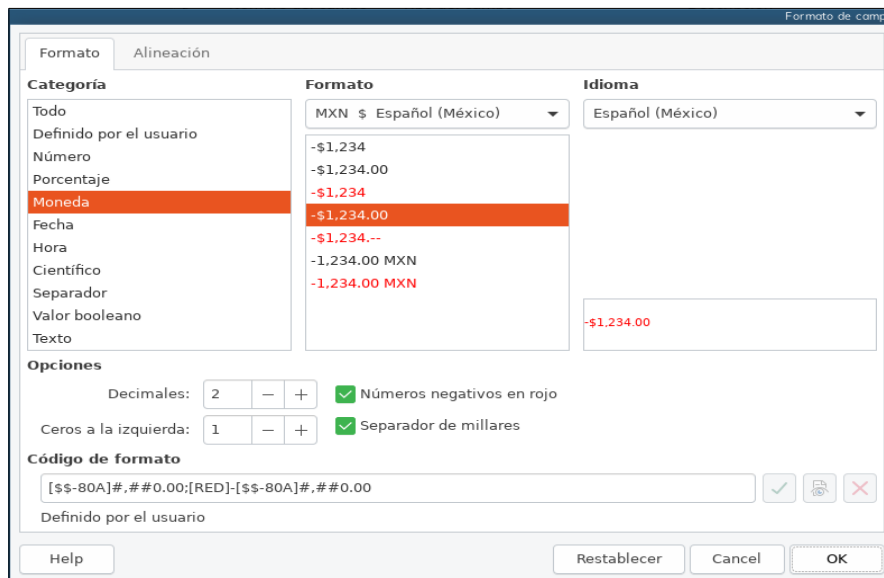 Formato de camp
Formato
Alineación
Categoría
Todo
Definido por el usuario
Número
Porcentaje
Moneda
Fecha
Hora
Científico
Separador
Valor booleano
Texto
Formato
MXN $ Español (México)
-$1,234
-$1,234.00
-$1,234
-$1,234.00
-$1,234.--
-1,234.00 MXN
-1,234.00 MXN
Idioma
Español (México)
-$1,234.00
Opciones
Decimales: 2 − +
Números negativos en rojo
Ceros a la izquierda: 1 − +
Separador de millares
Código de formato
[$$-80A]#,##0.00;[RED]-[$$-80A]#,##0.00
Definido por el usuario
Help
Restablecer
Cancel
OK